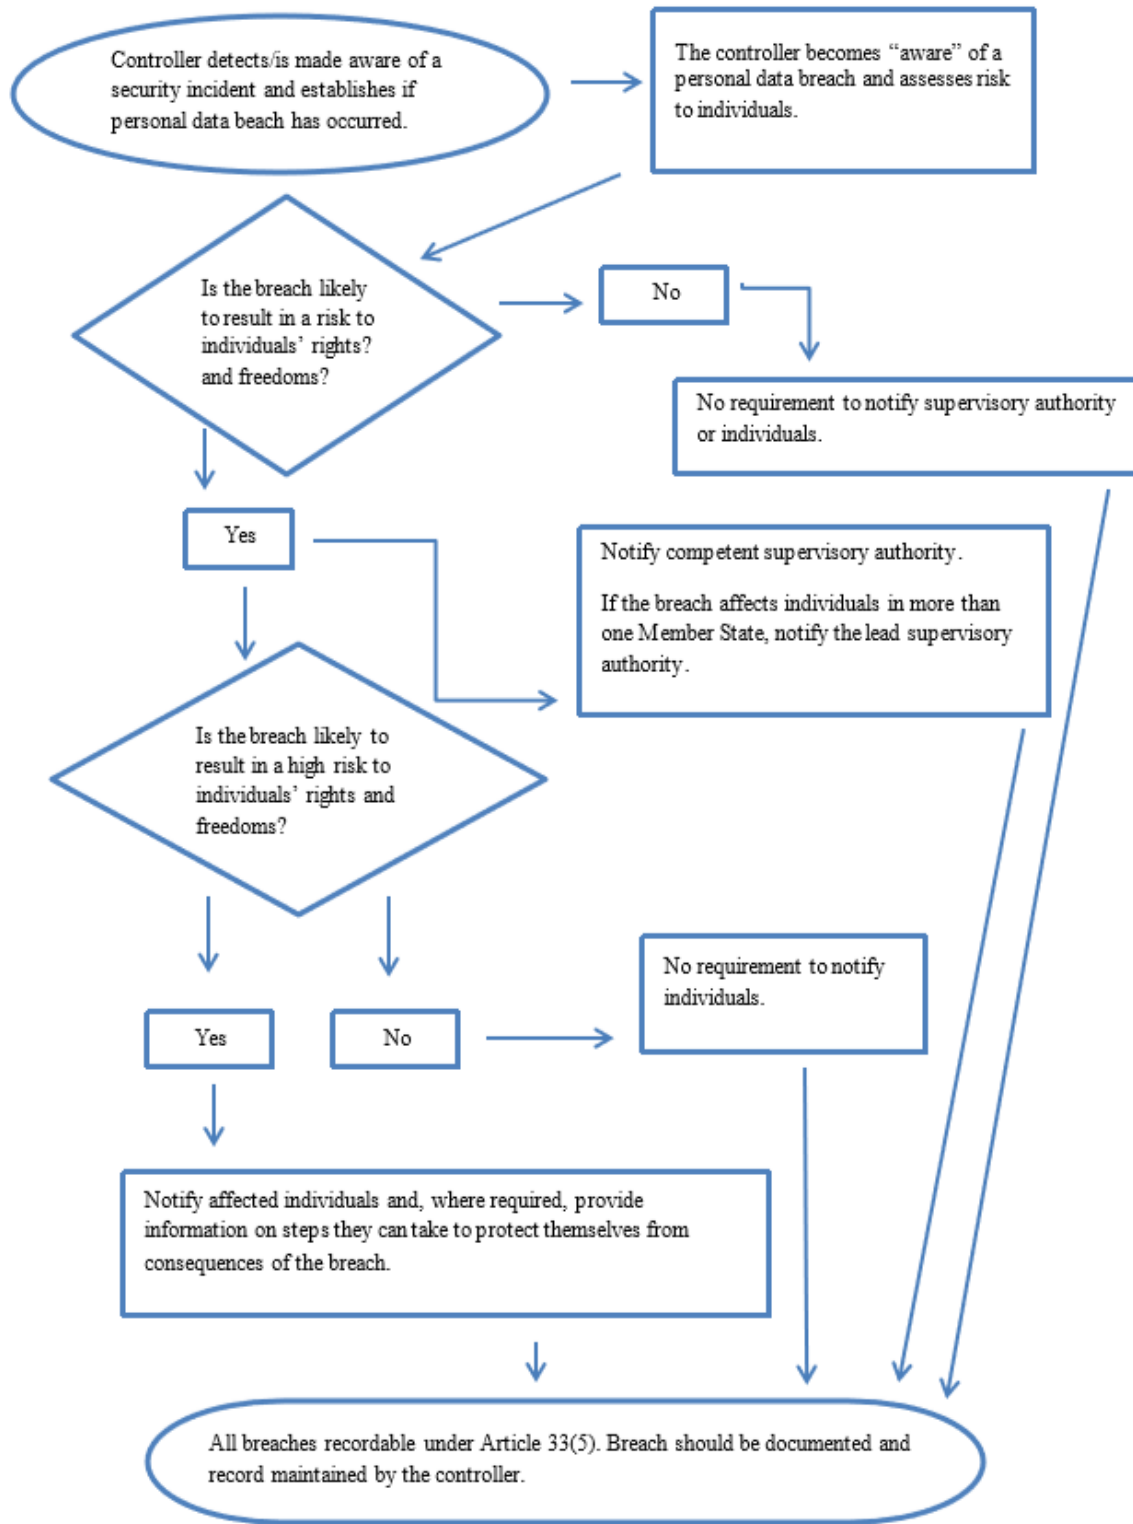 Controller detects/is made aware of a
security incident and establishes if
personal data beach has occurred.
The controller becomes “aware” of a
personal data breach and assesses risk
to individuals.
Is the breach likely
to result in a risk to
individuals’ rights?
and freedoms?
No
No requirement to notify supervisory authority
or individuals.
Yes
Notify competent supervisory authority.
If the breach affects individuals in more than
one Member State, notify the lead supervisory
authority.
Is the breach likely to
result in a high risk to
individuals’ rights and
freedoms?
Yes
No
No requirement to notify
individuals.
Notify affected individuals and, where required, provide
information on steps they can take to protect themselves from
consequences of the breach.
All breaches recordable under Article 33(5). Breach should be documented and
record maintained by the controller.